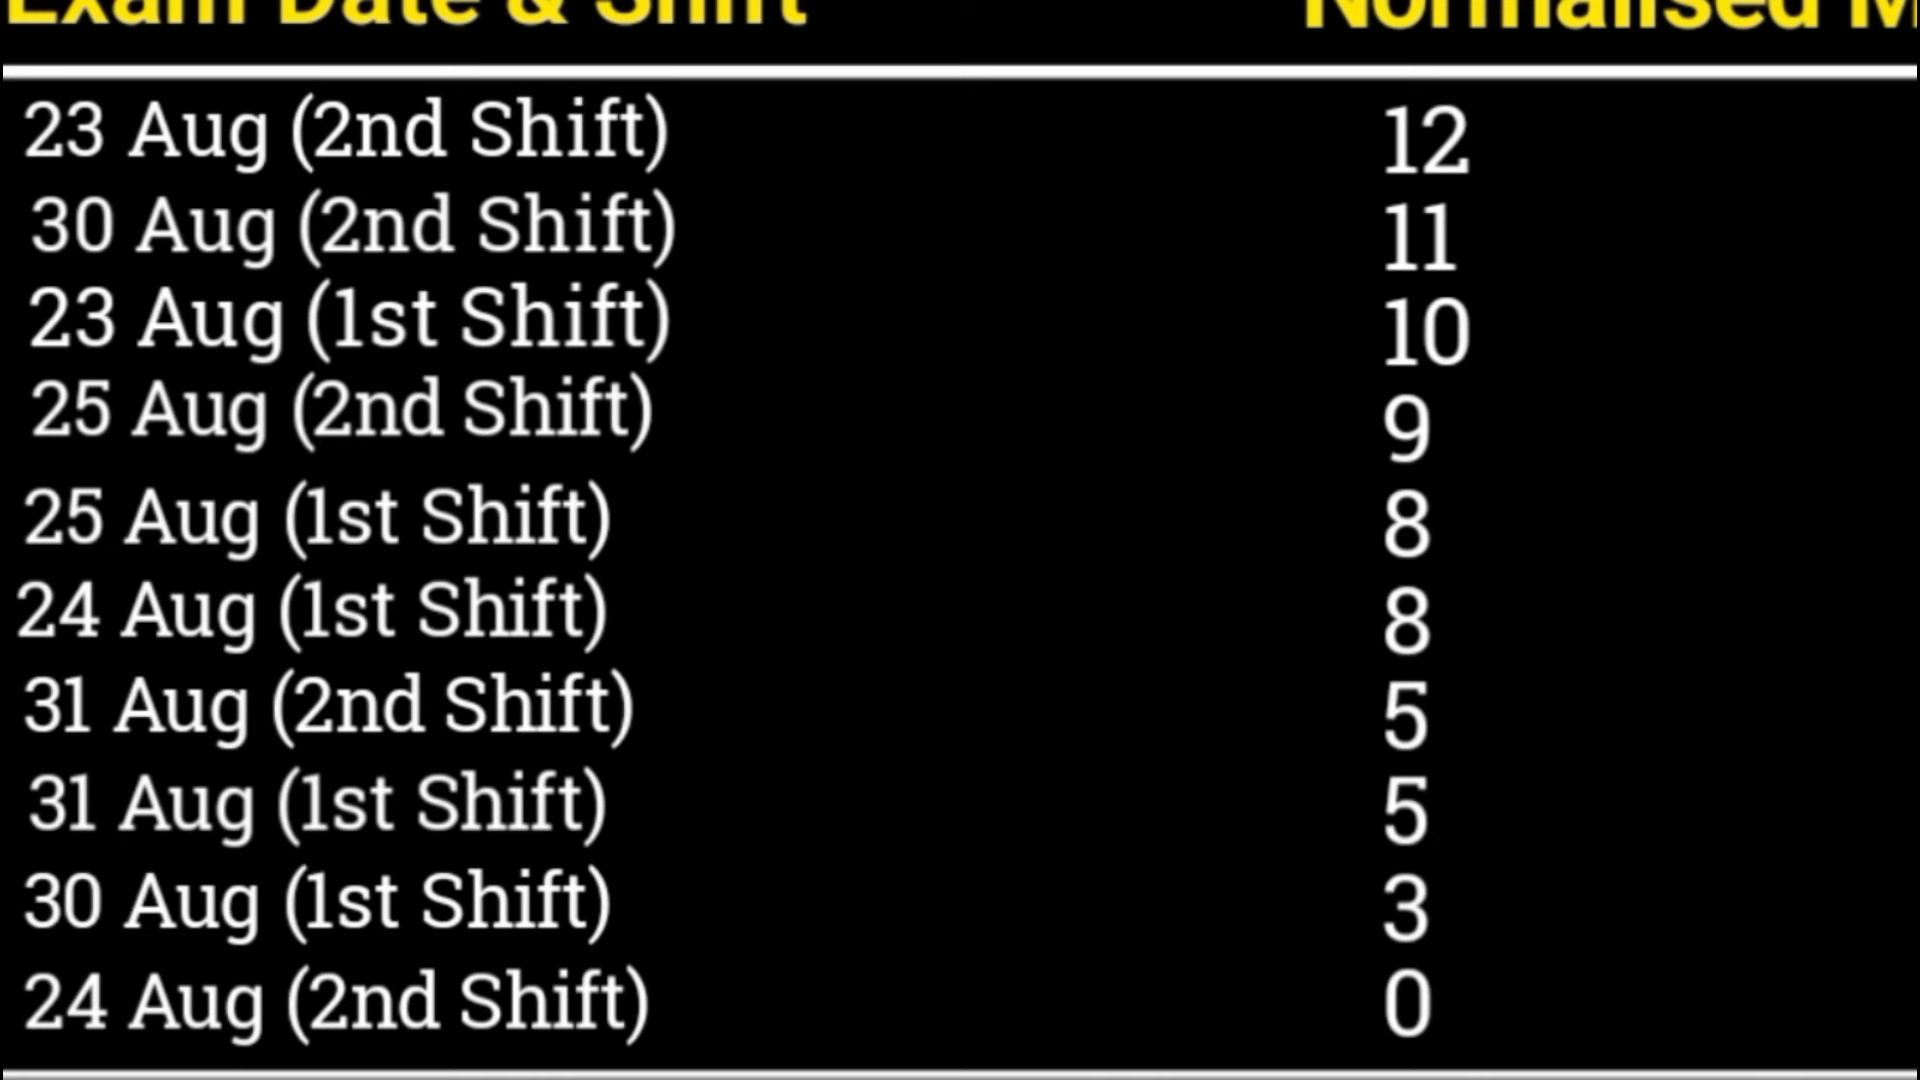 Exam Date & Shift Normalised M
23 Aug (2nd Shift) 12
30 Aug (2nd Shift) 11
23 Aug (1st Shift) 10
25 Aug (2nd Shift) 9
25 Aug (1st Shift) 8
24 Aug (1st Shift) 8
31 Aug (2nd Shift) 5
31 Aug (1st Shift) 5
30 Aug (1st Shift) 3
24 Aug (2nd Shift) 0